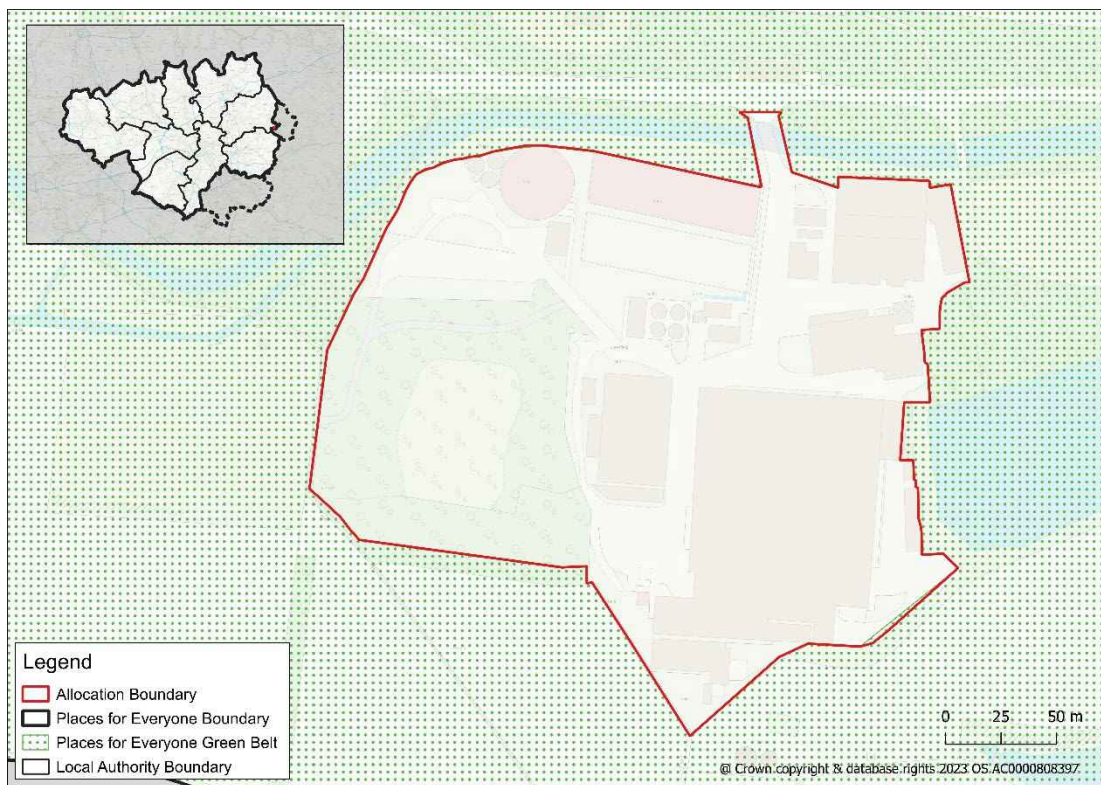 Legend
Allocation Boundary
Places for Everyone Boundary
Places for Everyone Green Belt
Local Authority Boundary
0 25 50 m
@ Crown copyright & database rights 2023 OS AC0000808397